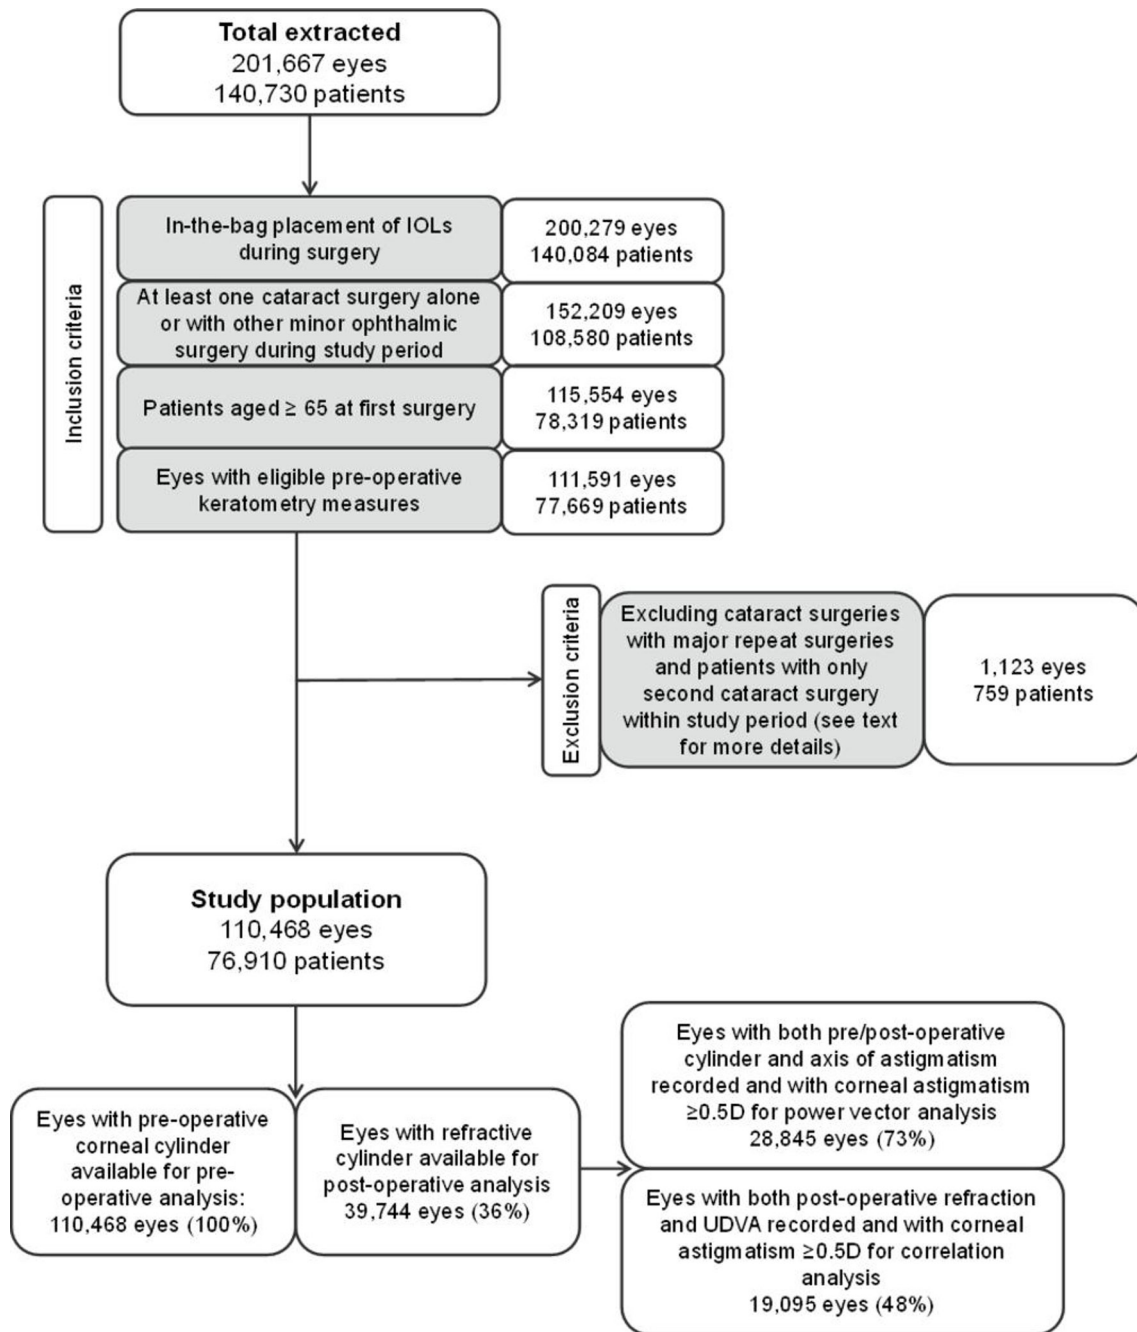 Total extracted
201,667 eyes
140,730 patients
Inclusion criteria
In-the-bag placement of IOLs
during surgery
200,279 eyes
140,084 patients
At least one cataract surgery alone
or with other minor ophthalmic
surgery during study period
152,209 eyes
108,580 patients
Patients aged ≥ 65 at first surgery
115,554 eyes
78,319 patients
Eyes with eligible pre-operative
keratometry measures
111,591 eyes
77,669 patients
Exclusion criteria
Excluding cataract surgeries
with major repeat surgeries
and patients with only
second cataract surgery
within study period (see text
for more details)
1,123 eyes
759 patients
Study population
110,468 eyes
76,910 patients
Eyes with pre-operative
corneal cylinder
available for pre-
operative analysis:
110,468 eyes (100%)
Eyes with refractive
cylinder available for
post-operative analysis
39,744 eyes (36%)
Eyes with both pre/post-operative
cylinder and axis of astigmatism
recorded and with corneal astigmatism
≥0.5D for power vector analysis
28,845 eyes (73%)
Eyes with both post-operative refraction
and UDVA recorded and with corneal
astigmatism ≥0.5D for correlation
analysis
19,095 eyes (48%)